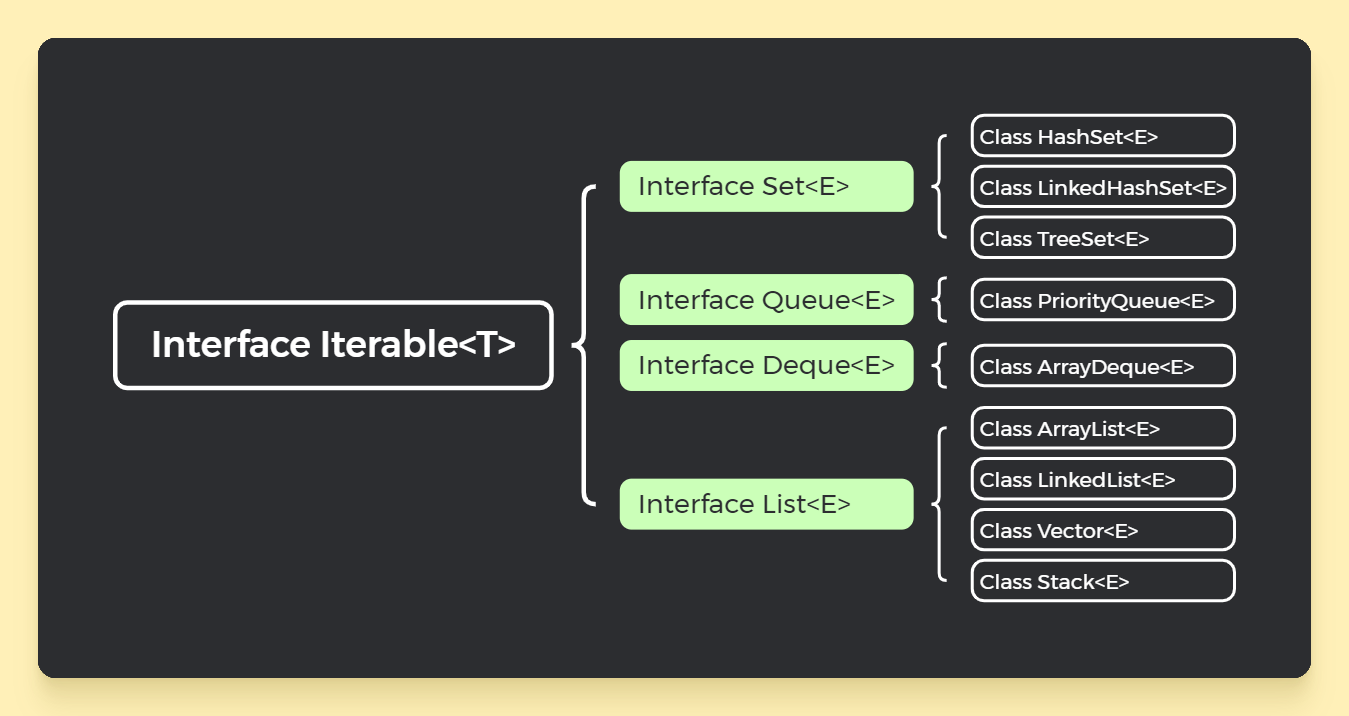 Interface Iterable<T>
Interface Set<E>
Class HashSet<E>
Class LinkedHashSet<E>
Class TreeSet<E>
Interface Queue<E>
Class PriorityQueue<E>
Interface Deque<E>
Class ArrayDeque<E>
Interface List<E>
Class ArrayList<E>
Class LinkedList<E>
Class Vector<E>
Class Stack<E>